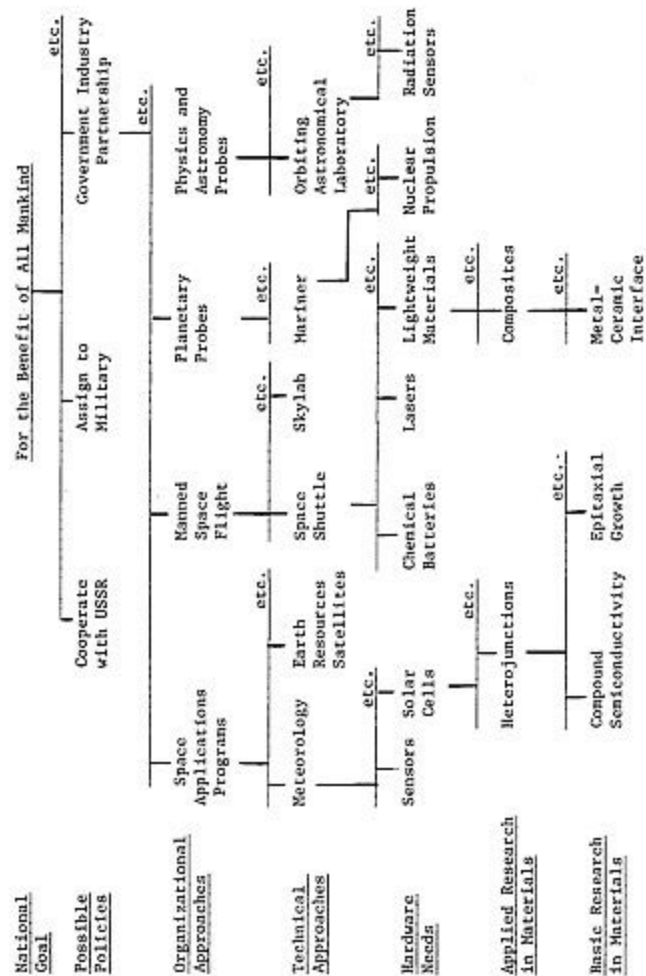 For the Benefit of All Mankind
National
Goal
etc.
Possible
Policies
Cooperate
with USSR
Assign to
Military
Government Industry
Partnership
etc.
Organizational
Approaches
Space
Applications
Programs
Manned
Space
Flight
Planetary
Probes
Physics and
Astronomy
Probes
etc.
etc.
etc.
etc.
Technical
Approaches
Meteorology
Earth
Resources
Satellites
Space
Shuttle
Skylab
Mariner
Orbiting
Astronomical
Laboratory
etc.
etc.
etc.
etc.
Hardware
Needs
Sensors
Solar
Cells
Chemical
Batteries
Lasers
Lightweight
Materials
Nuclear
Propulsion
Radiation
Sensors
etc.
etc.
Applied Research
in Materials
Heterojunctions
Composites
etc.
etc.
Basic Research
in Materials
Compound
Semiconductivity
Epitaxial
Growth
Metal-
Ceramic
Interface